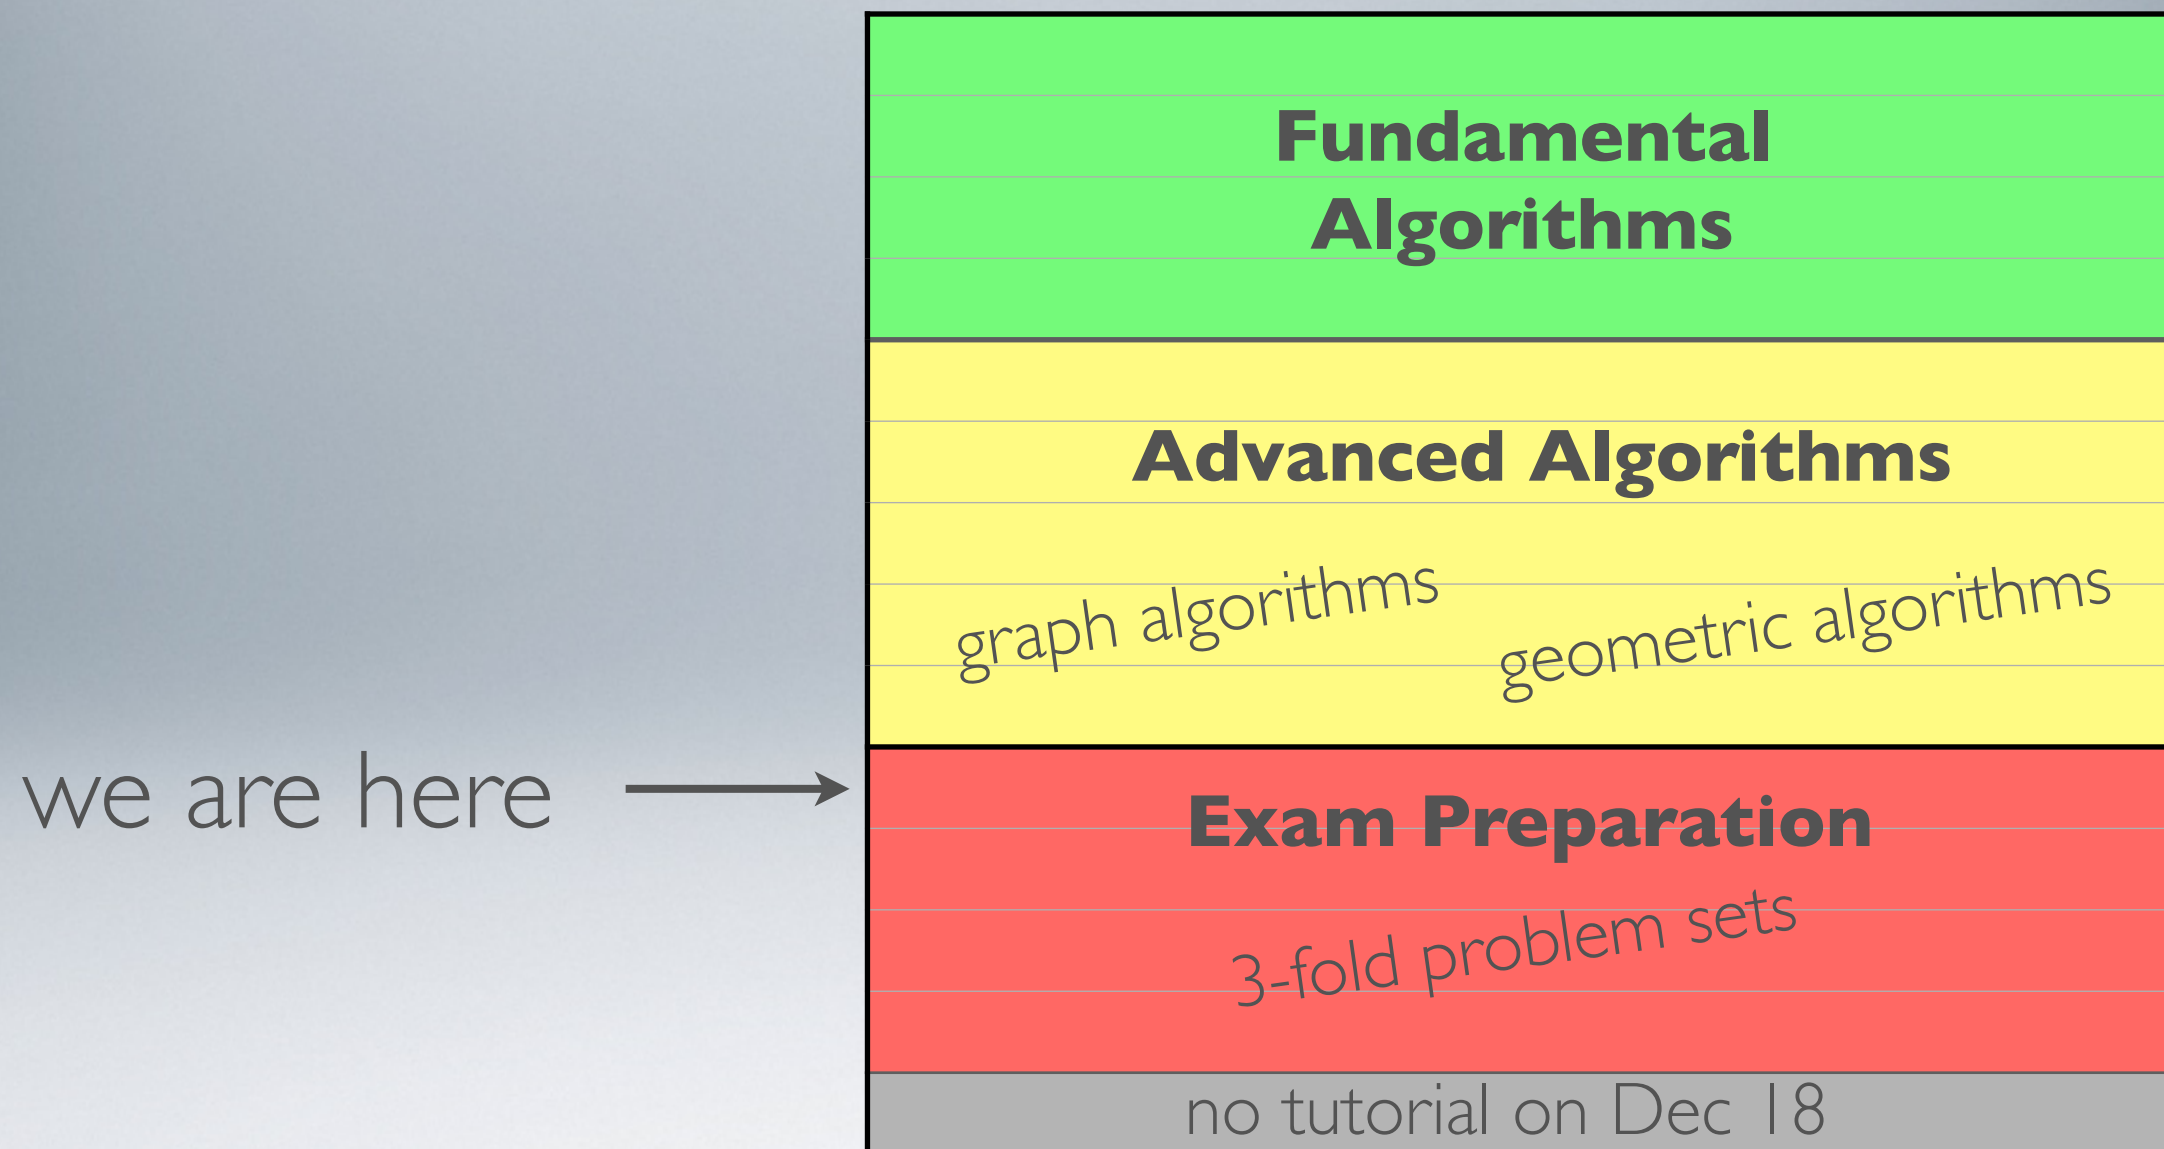 Fundamental
Algorithms
Advanced Algorithms
graph algorithms
geometric algorithms
we are here
Exam Preparation
3-fold problem sets
no tutorial on Dec 18